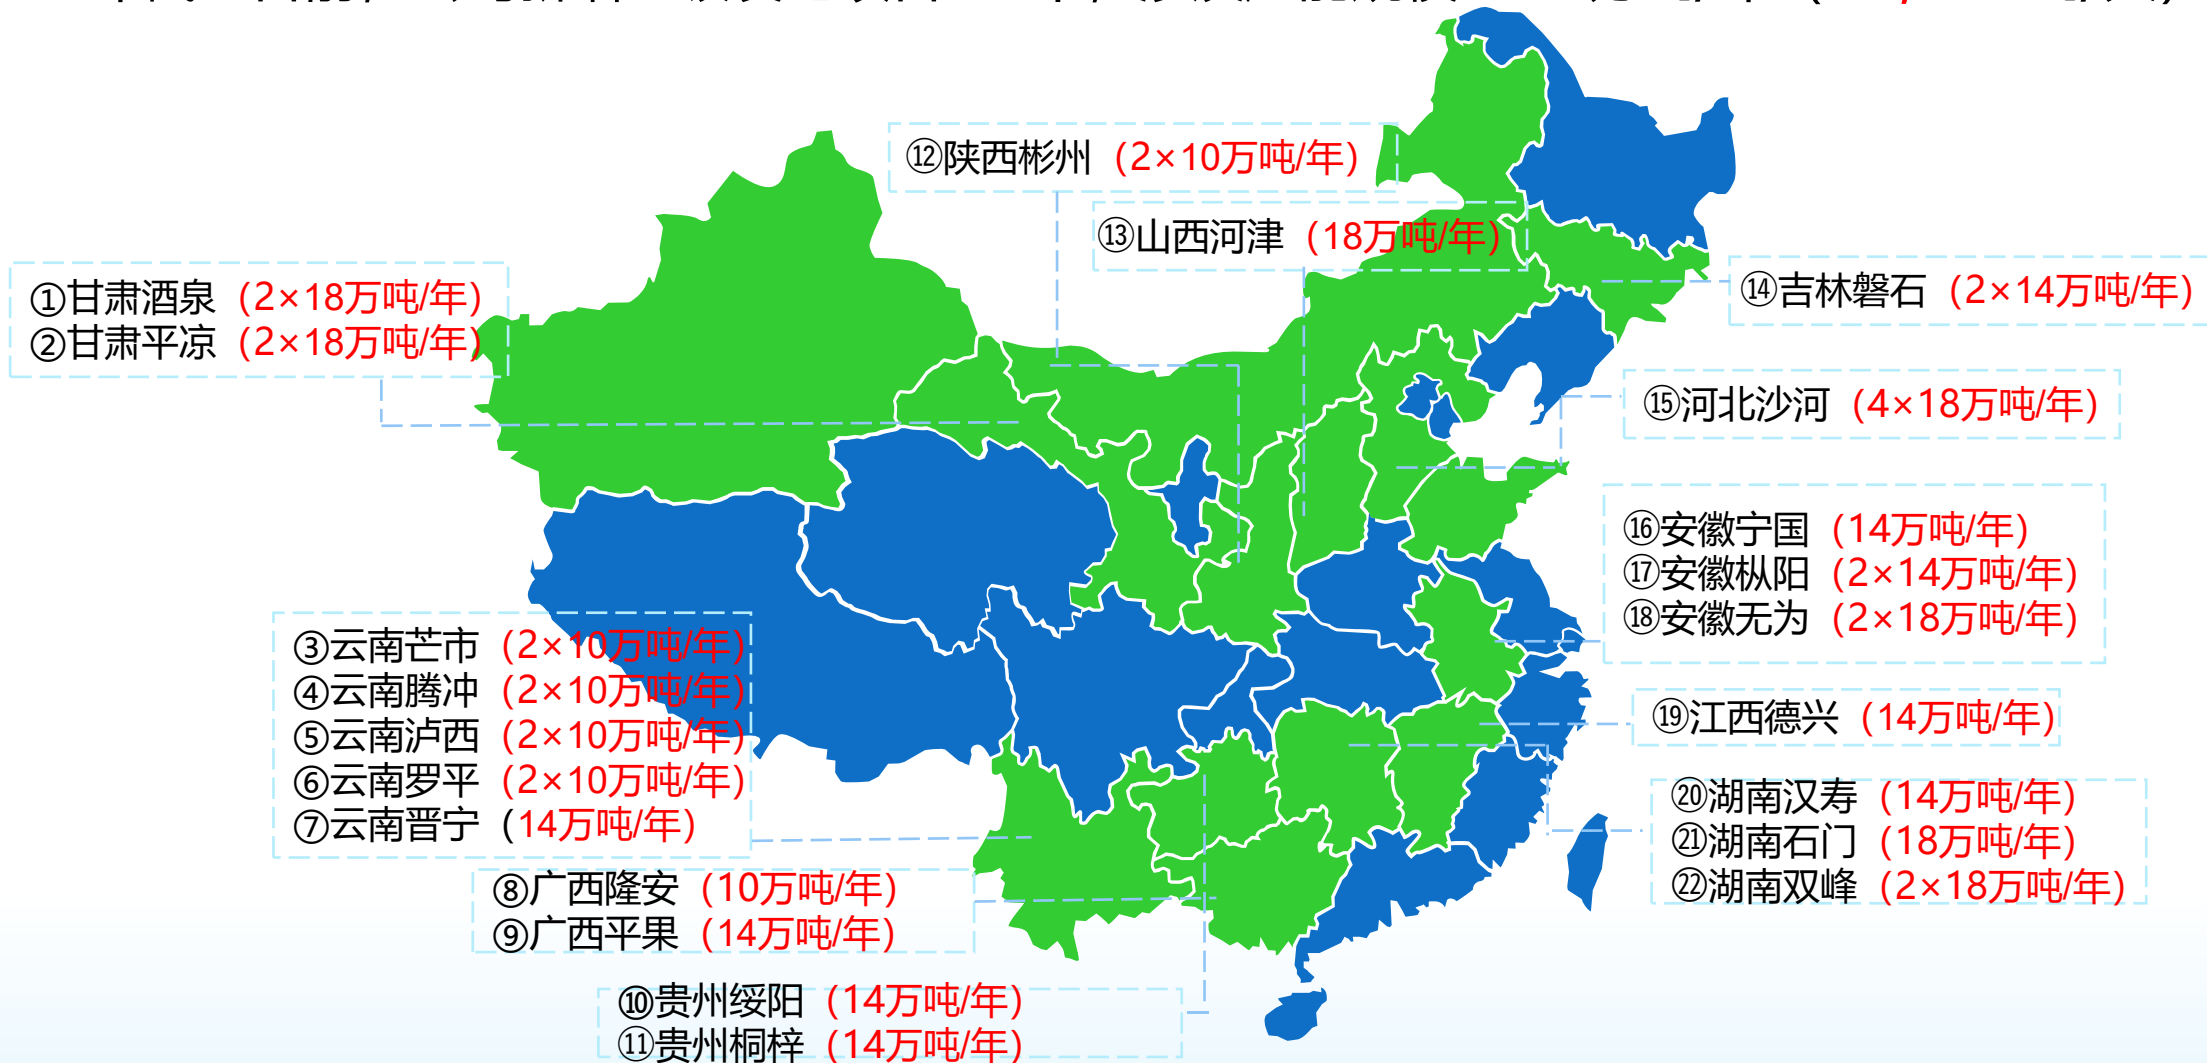 ①甘肃酒泉（2×18万吨/年）
②甘肃平凉（2×18万吨/年）
③云南芒市（2×10万吨/年）
④云南腾冲（2×10万吨/年）
⑤云南泸西（2×10万吨/年）
⑥云南罗平（2×10万吨/年）
⑦云南晋宁（14万吨/年）
⑧广西隆安（10万吨/年）
⑨广西平果（14万吨/年）
⑩贵州绥阳（14万吨/年）
⑪贵州桐梓（14万吨/年）
⑫陕西彬州（2×10万吨/年）
⑬山西河津（18万吨/年）
⑭吉林磐石（2×14万吨/年）
⑮河北沙河（4×18万吨/年）
⑯安徽宁国（14万吨/年）
⑰安徽枞阳（2×14万吨/年）
⑱安徽无为（2×18万吨/年）
⑲江西德兴（14万吨/年）
⑳湖南汉寿（14万吨/年）
㉑湖南石门（18万吨/年）
㉒湖南双峰（2×18万吨/年）